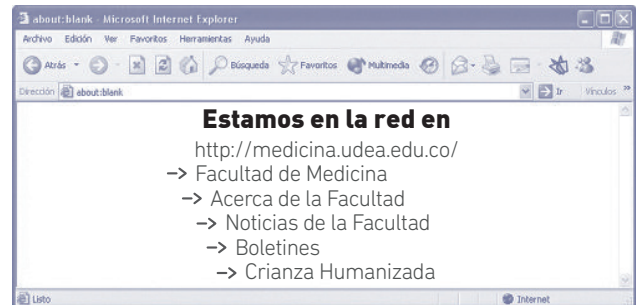 about:blank - Microsoft Internet Explorer
Archivo Edición Ver Favoritos Herramientas Ayuda
Atrás Búsqueda Favoritos Multimedia
Dirección about:blank Ir Vínculos »
Estamos en la red en
http://medicina.udea.edu.co/
–> Facultad de Medicina
–> Acerca de la Facultad
–> Noticias de la Facultad
–> Boletines
–> Crianza Humanizada
Listo Internet